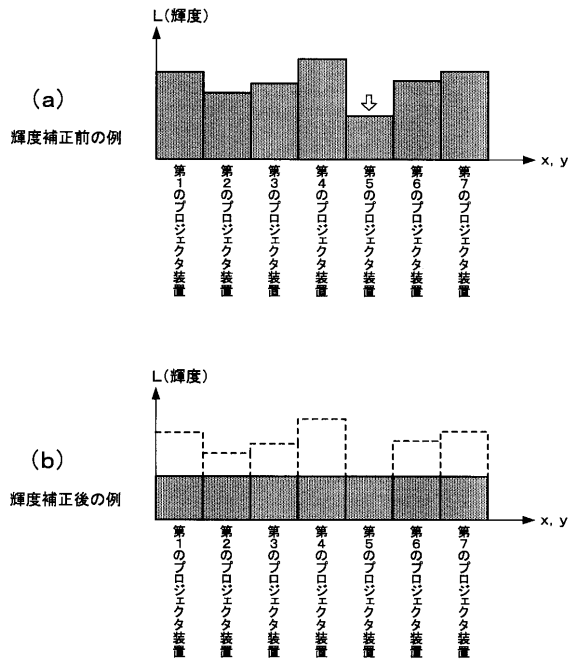 L(輝度)
(a)
輝度補正前の例
x, y
第1のプロジェクタ装置
第2のプロジェクタ装置
第3のプロジェクタ装置
第4のプロジェクタ装置
第5のプロジェクタ装置
第6のプロジェクタ装置
第7のプロジェクタ装置
L(輝度)
(b)
輝度補正後の例
x, y
第1のプロジェクタ装置
第2のプロジェクタ装置
第3のプロジェクタ装置
第4のプロジェクタ装置
第5のプロジェクタ装置
第6のプロジェクタ装置
第7のプロジェクタ装置